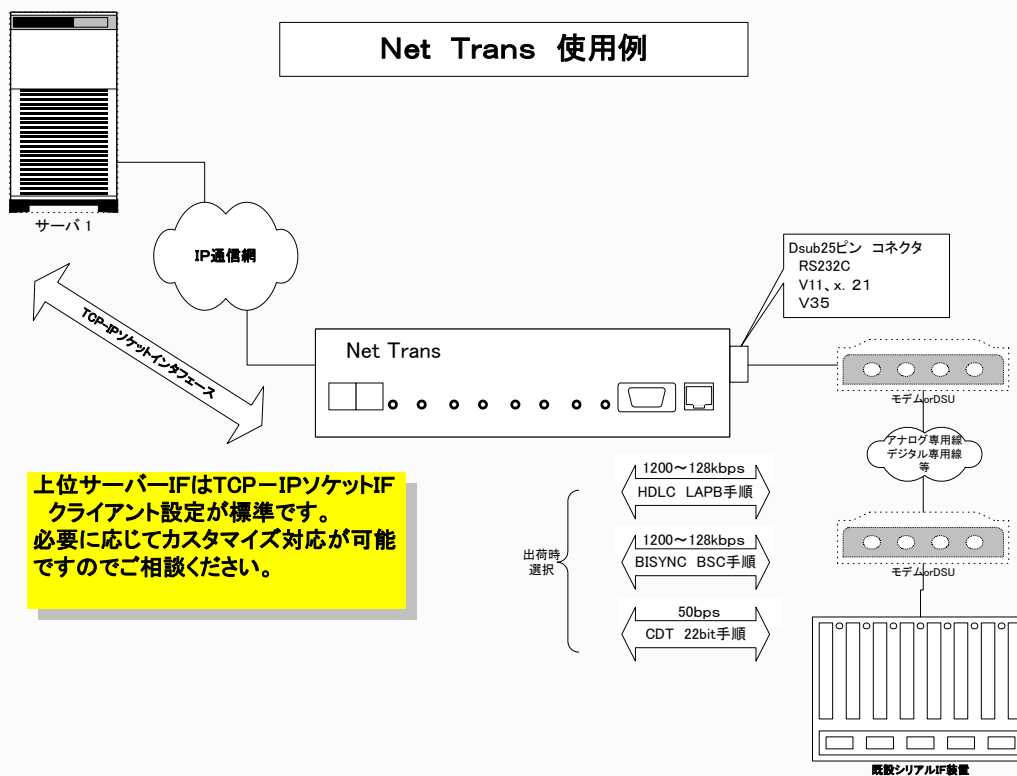 Net Trans 使用例
サーバ 1
IP通信網
TCP-IPソケットインタフェース
Dsub25ピン コネクタ
RS232C
V11、x. 21
V35
Net Trans
モデムorDSU
アナログ専用線
デジタル専用線
等
モデムorDSU
既設シリアルIF装置
上位サーバーIFはTCP－IPソケットIF
クライアント設定が標準です。
必要に応じてカスタマイズ対応が可能
ですのでご相談ください。
出荷時
選択
1200～128kbps
HDLC LAPB手順
1200～128kbps
BISYNC BSC手順
50bps
CDT 22bit手順